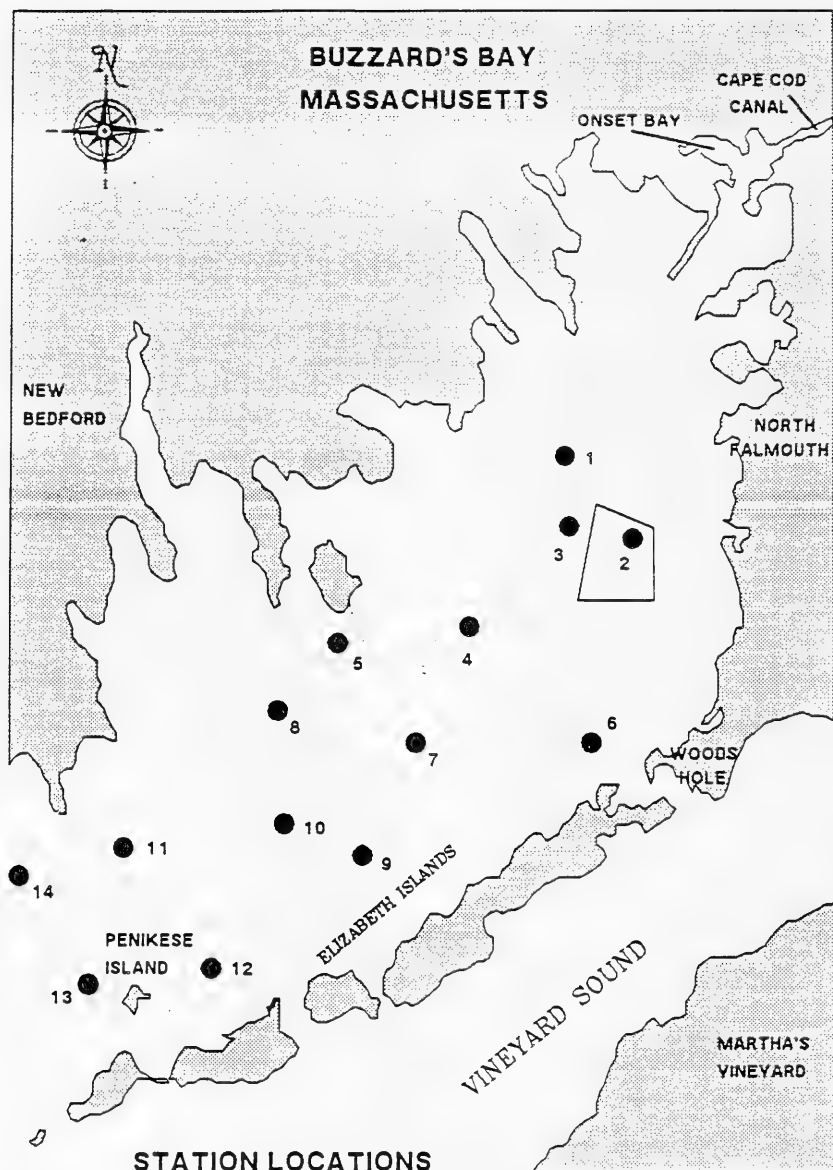 N
BUZZARD'S BAY
MASSACHUSETTS
CAPE COD
CANAL
ONSET BAY
NEW
BEDFORD
NORTH
FALMOUTH
1
3
2
4
5
8
7
6
WOODS
HOLE
10
11
9
14
ELIZABETH ISLANDS
PENIKESE
ISLAND
12
13
VINEYARD SOUND
MARTHA'S
VINEYARD
STATION LOCATIONS